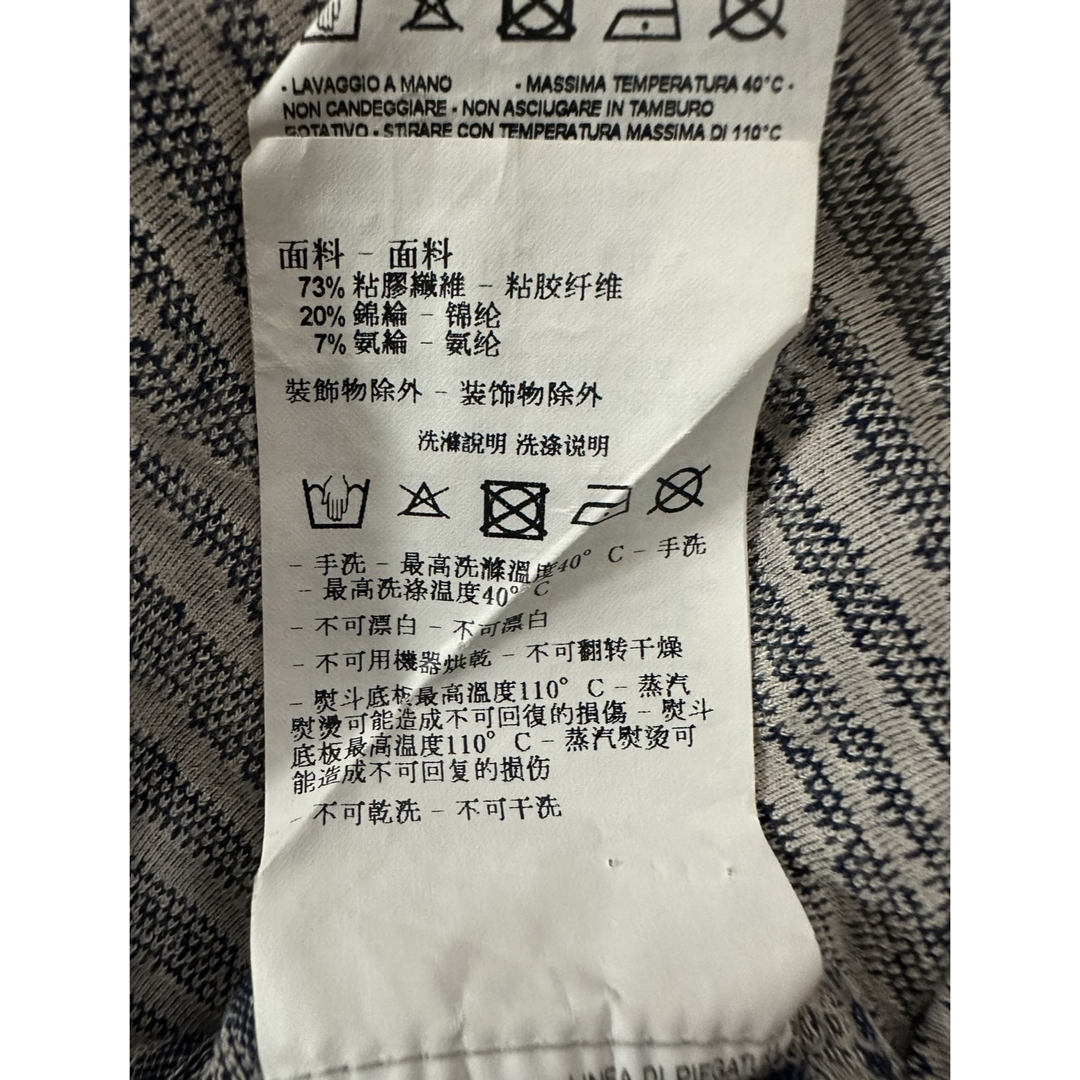 - LAVAGGIO A MANO - MASSIMA TEMPERATURA 40°C -
NON CANDEGGIARE - NON ASCIUGARE IN TAMBURO
ROTATIVO - STIRARE CON TEMPERATURA MASSIMA DI 110°C
面料 - 面料
73% 粘膠纖維 - 粘胶纤维
20% 錦綸 - 锦纶
7% 氨綸 - 氨纶
裝飾物除外 - 装饰物除外
洗滌說明 洗涤说明
- 手洗 - 最高洗滌溫度40° C - 手洗
- 最高洗涤温度40° C
- 不可漂白 - 不可漂白
- 不可用機器烘乾 - 不可翻转干燥
- 熨斗底板最高溫度110° C - 蒸汽
熨燙可能造成不可回復的損傷 - 熨斗
底板最高温度110° C - 蒸汽熨烫可
能造成不可回复的损伤
- 不可乾洗 - 不可干洗
LINEA DI